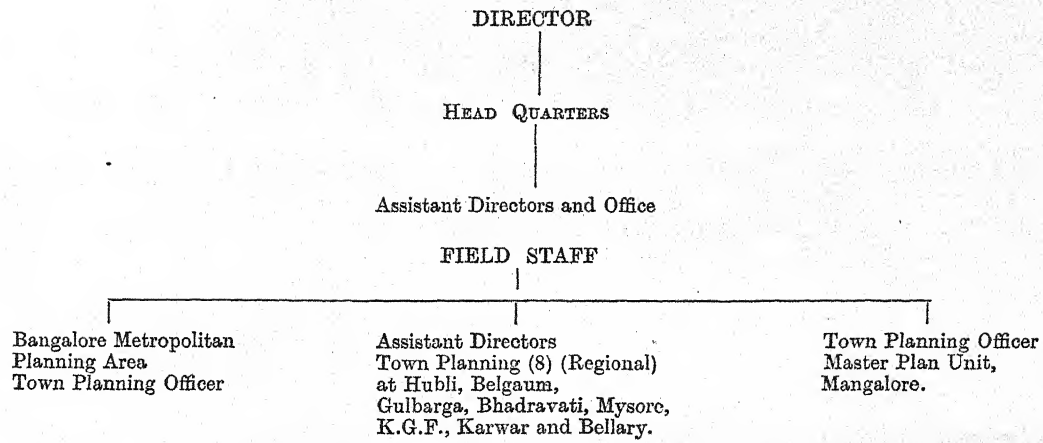 DIRECTOR
HEAD QUARTERS
Assistant Directors and Office
FIELD STAFF
Bangalore Metropolitan
Planning Area
Town Planning Officer
Assistant Directors
Town Planning (8) (Regional)
at Hubli, Belgaum,
Gulbarga, Bhadravati, Mysore,
K.G.F., Karwar and Bellary.
Town Planning Officer
Master Plan Unit,
Mangalore.